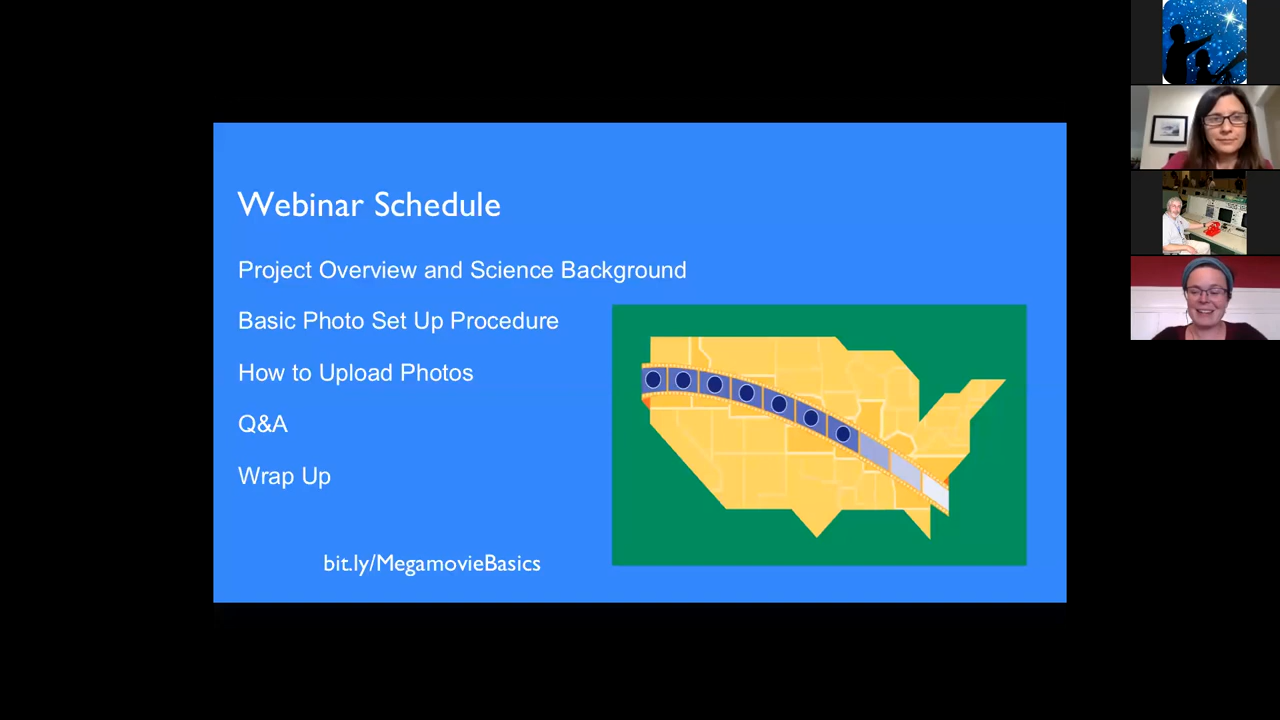 Webinar Schedule
Project Overview and Science Background
Basic Photo Set Up Procedure
How to Upload Photos
Q&A
Wrap Up
bit.ly/MegamovieBasics